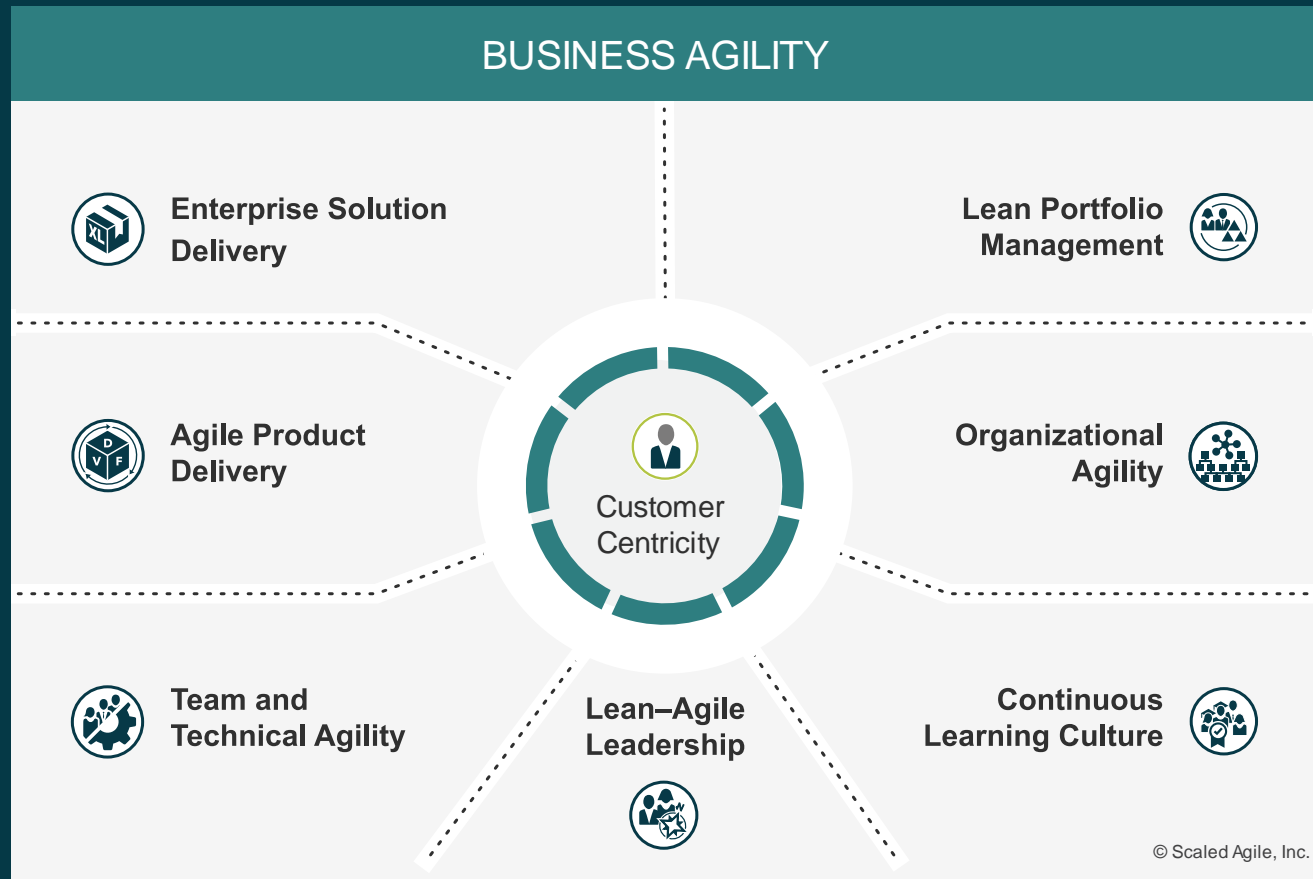 BUSINESS AGILITY
Enterprise Solution
Delivery
Lean Portfolio
Management
XL
Agile Product
Delivery
D
V F
Organizational
Agility
Customer
Centricity
Team and
Technical Agility
Lean–Agile
Leadership
N
Continuous
Learning Culture
© Scaled Agile, Inc.